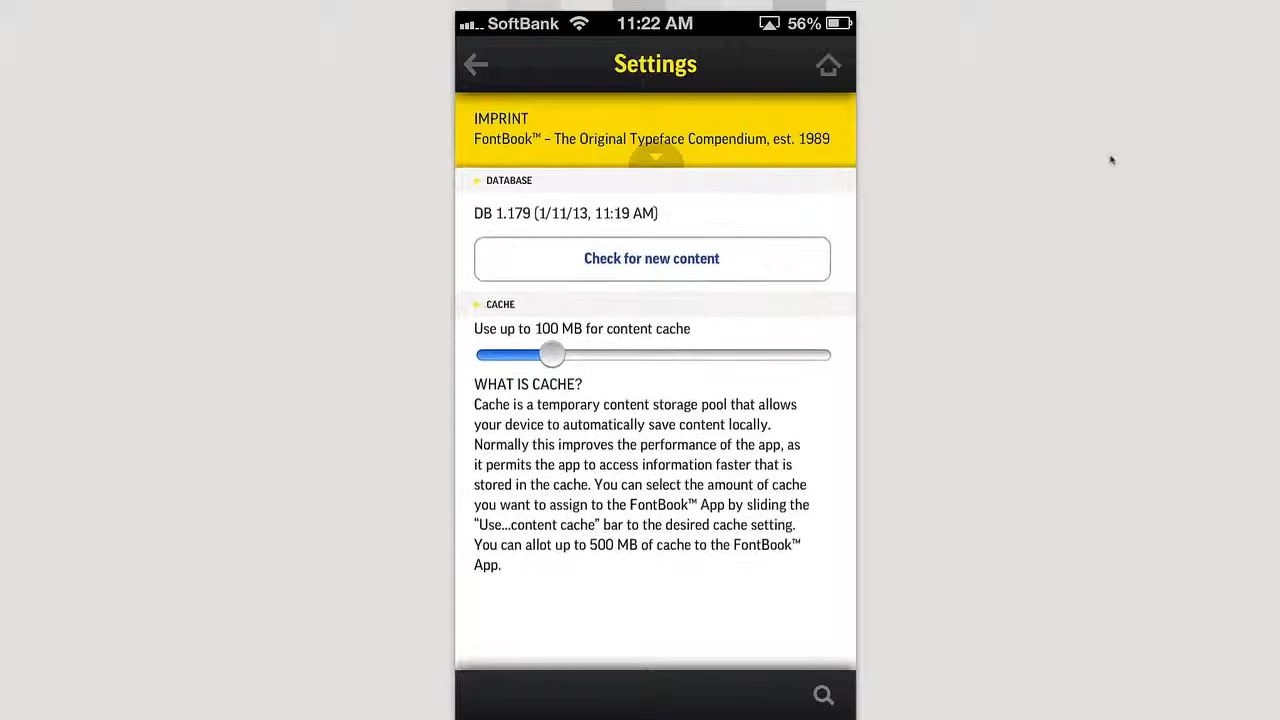 SoftBank 11:22 AM 56%
Settings
IMPRINT
FontBook™ – The Original Typeface Compendium, est. 1989
DATABASE
DB 1.179 (1/11/13, 11:19 AM)
Check for new content
CACHE
Use up to 100 MB for content cache
WHAT IS CACHE?
Cache is a temporary content storage pool that allows
your device to automatically save content locally.
Normally this improves the performance of the app, as
it permits the app to access information faster that is
stored in the cache. You can select the amount of cache
you want to assign to the FontBook™ App by sliding the
“Use...content cache” bar to the desired cache setting.
You can allot up to 500 MB of cache to the FontBook™
App.